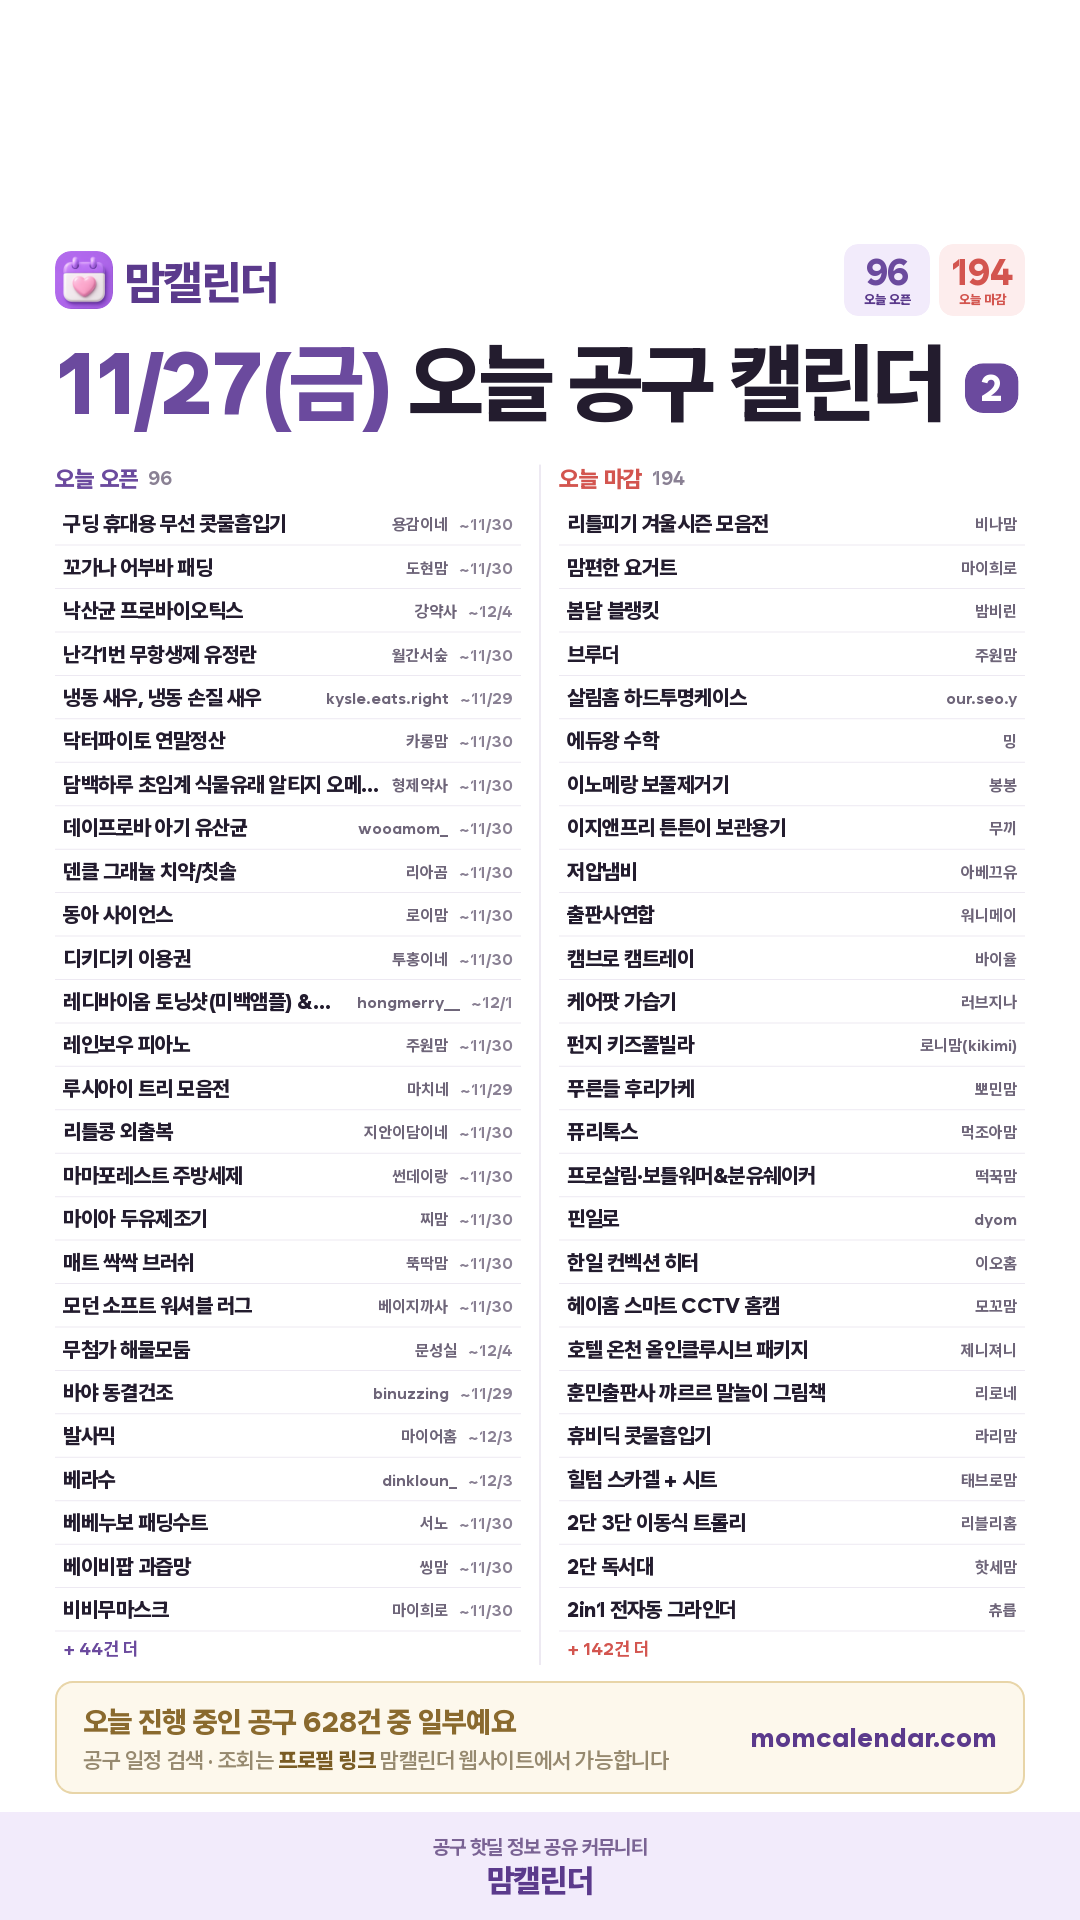 맘캘린더
96
오늘 오픈
194
오늘 마감
11/27(금) 오늘 공구 캘린더 2
오늘 오픈 96
구딩 휴대용 무선 콧물흡입기 용감이네 ~11/30
꼬가나 어부바 패딩 도현맘 ~11/30
낙산균 프로바이오틱스 강약사 ~12/4
난각1번 무항생제 유정란 월간서숲 ~11/30
냉동 새우, 냉동 손질 새우 kysle.eats.right ~11/29
닥터파이토 연말정산 카롱맘 ~11/30
담백하루 초임계 식물유래 알티지 오메... 형제약사 ~11/30
데이프로바 아기 유산균 wooamom_ ~11/30
덴클 그래뉼 치약/칫솔 리아곰 ~11/30
동아 사이언스 로이맘 ~11/30
디키디키 이용권 투홍이네 ~11/30
레디바이옴 토닝샷(미백앰플) &... hongmerry__ ~12/1
레인보우 피아노 주원맘 ~11/30
루시아이 트리 모음전 마치네 ~11/29
리틀콩 외출복 지안이담이네 ~11/30
마마포레스트 주방세제 썬데이랑 ~11/30
마이아 두유제조기 찌맘 ~11/30
매트 싹싹 브러쉬 뚝딱맘 ~11/30
모던 소프트 워셔블 러그 베이지까사 ~11/30
무첨가 해물모둠 문성실 ~12/4
바야 동결건조 binuzzing ~11/29
발사믹 마이어홈 ~12/3
베라수 dinkloun_ ~12/3
베베누보 패딩수트 서노 ~11/30
베이비팝 과즙망 씽맘 ~11/30
비비무마스크 마이희로 ~11/30
+ 44건 더
오늘 마감 194
리틀피기 겨울시즌 모음전 비나맘
맘편한 요거트 마이희로
봄달 블랭킷 밤비린
브루더 주원맘
살림홈 하드투명케이스 our.seo.y
에듀왕 수학 밍
이노메랑 보풀제거기 봉봉
이지앤프리 튼튼이 보관용기 무끼
저압냄비 아베끄유
출판사연합 워니메이
캠브로 캠트레이 바이율
케어팟 가습기 러브지나
펀지 키즈풀빌라 로니맘(kikimi)
푸른들 후리가케 뽀민맘
퓨리톡스 먹조아맘
프로살림·보틀워머&분유쉐이커 떡꾹맘
핀일로 dyom
한일 컨벡션 히터 이오홈
헤이홈 스마트 CCTV 홈캠 모꼬맘
호텔 온천 올인클루시브 패키지 제니져니
훈민출판사 꺄르르 말놀이 그림책 리로네
휴비딕 콧물흡입기 라리맘
힐텀 스카겔 + 시트 태브로맘
2단 3단 이동식 트롤리 리블리홈
2단 독서대 핫세맘
2in1 전자동 그라인더 츄릅
+ 142건 더
오늘 진행 중인 공구 628건 중 일부예요
공구 일정 검색 · 조회는 프로필 링크 맘캘린더 웹사이트에서 가능합니다
momcalendar.com
공구 핫딜 정보 공유 커뮤니티
맘캘린더